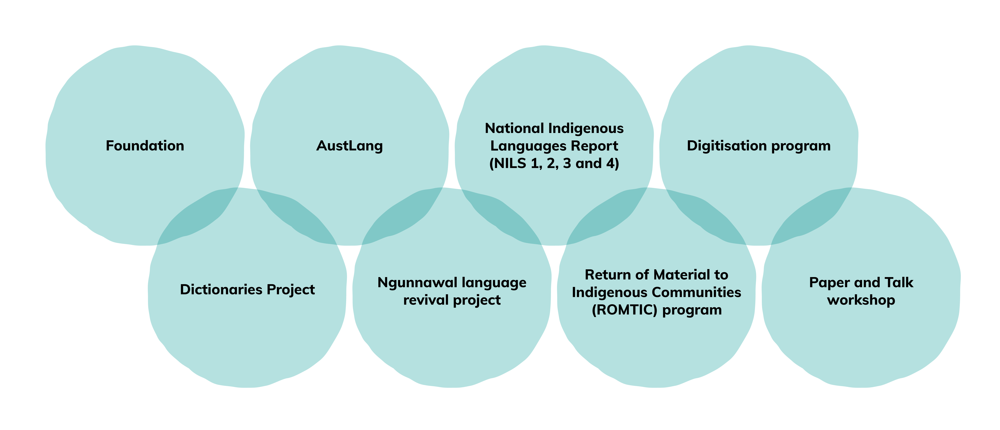 Foundation
AustLang
National Indigenous
Languages Report
(NILS 1, 2, 3 and 4)
Digitisation program
Dictionaries Project
Ngunnawal language
revival project
Return of Material to
Indigenous Communities
(ROMTIC) program
Paper and Talk
workshop